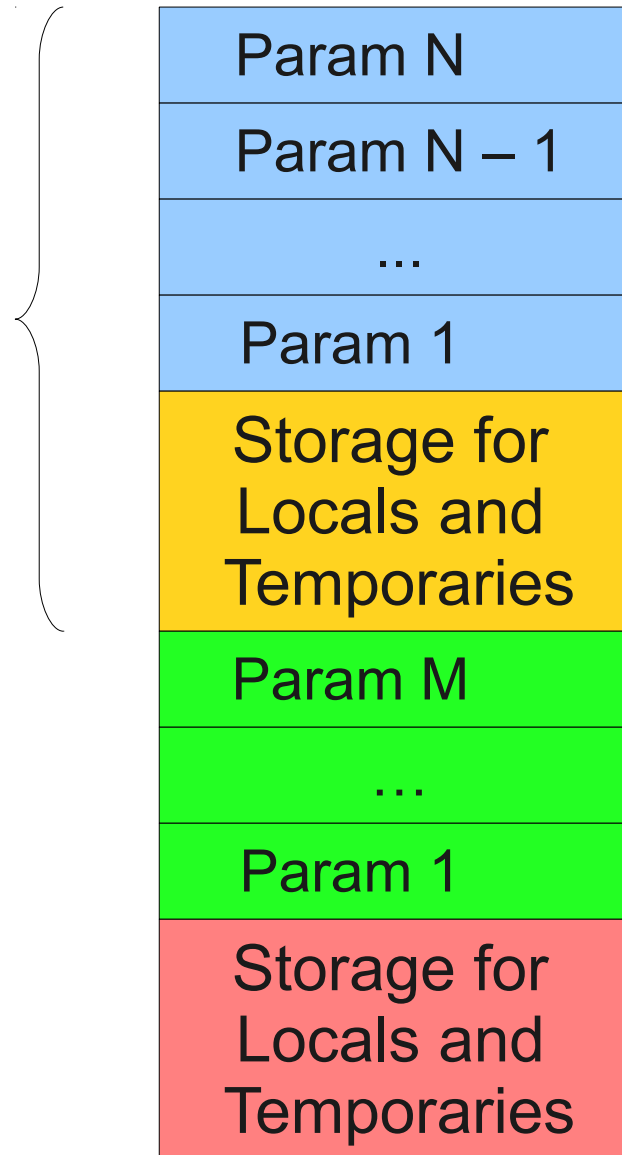 Param N
Param N – 1
...
Param 1
Storage for
Locals and
Temporaries
Param M
…
Param 1
Storage for
Locals and
Temporaries